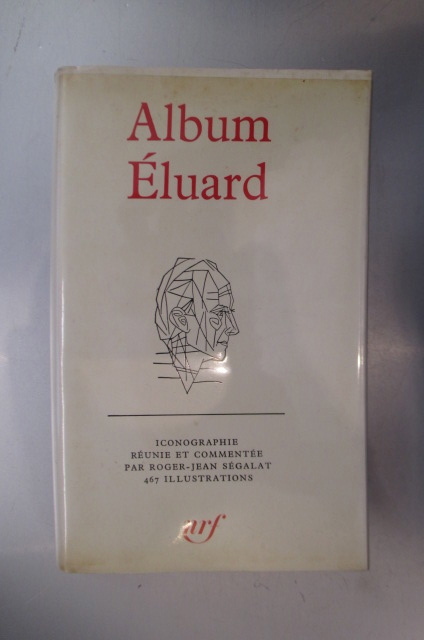 Album
Éluard
ICONOGRAPHIE
RÉUNIE ET COMMENTÉE
PAR ROGER-JEAN SÉGALAT
467 ILLUSTRATIONS
nrf